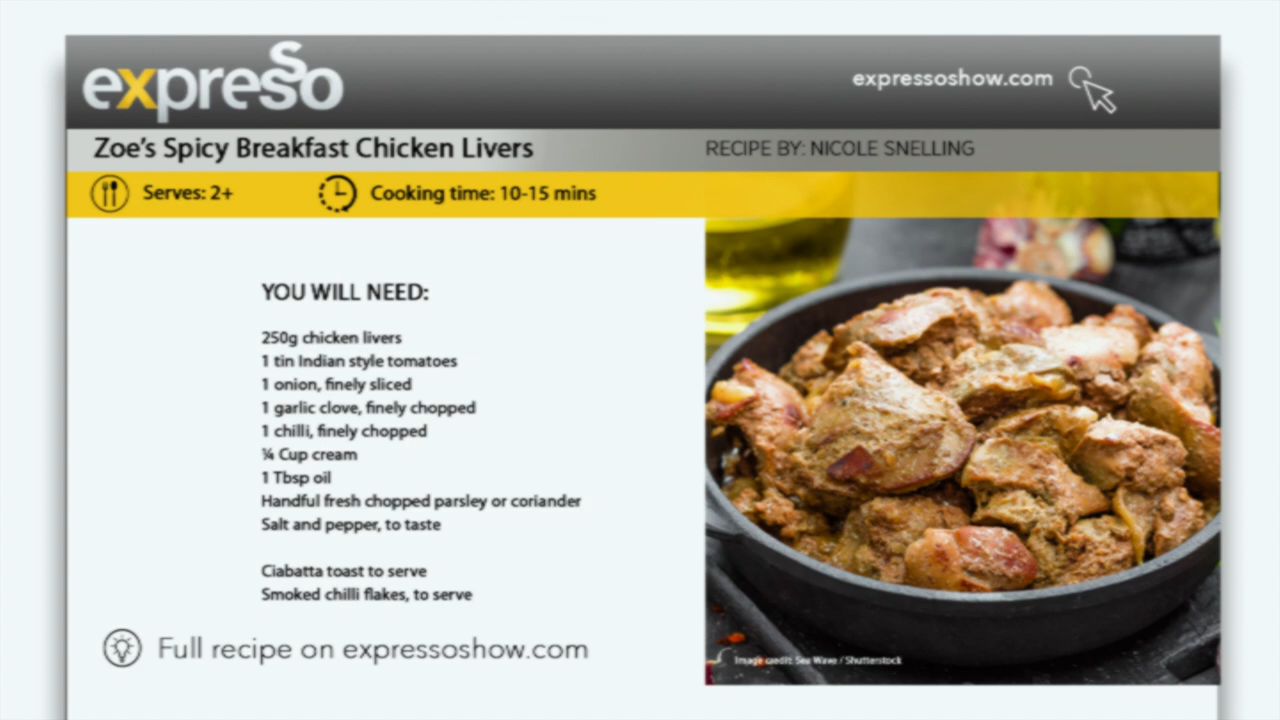 expresso
expressoshow.com
Zoe's Spicy Breakfast Chicken Livers
RECIPE BY: NICOLE SNELLING
Serves: 2+
Cooking time: 10-15 mins
YOU WILL NEED:
250g chicken livers
1 tin Indian style tomatoes
1 onion, finely sliced
1 garlic clove, finely chopped
1 chilli, finely chopped
¼ Cup cream
1 Tbsp oil
Handful fresh chopped parsley or coriander
Salt and pepper, to taste
Ciabatta toast to serve
Smoked chilli flakes, to serve
Full recipe on expressoshow.com
Image credit: Sea Wave / Shutterstock